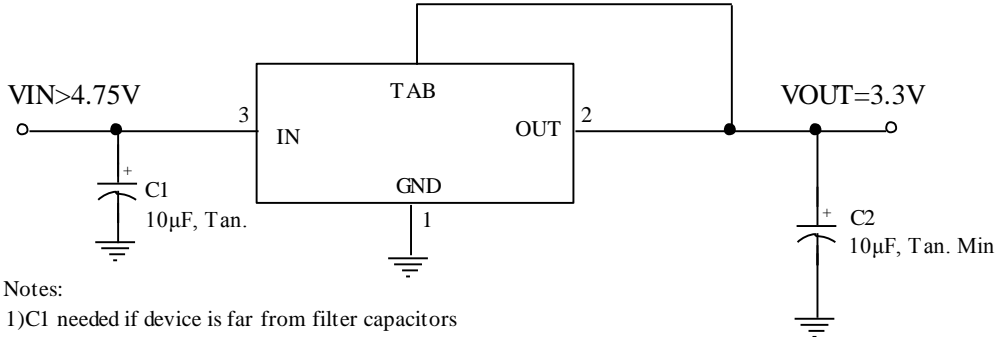 TAB
VIN>4.75V
VOUT=3.3V
3
2
IN
OUT
GND
+
C1
10μF, Tan.
1
+
C2
10μF, Tan. Min
Notes:
1)C1 needed if device is far from filter capacitors